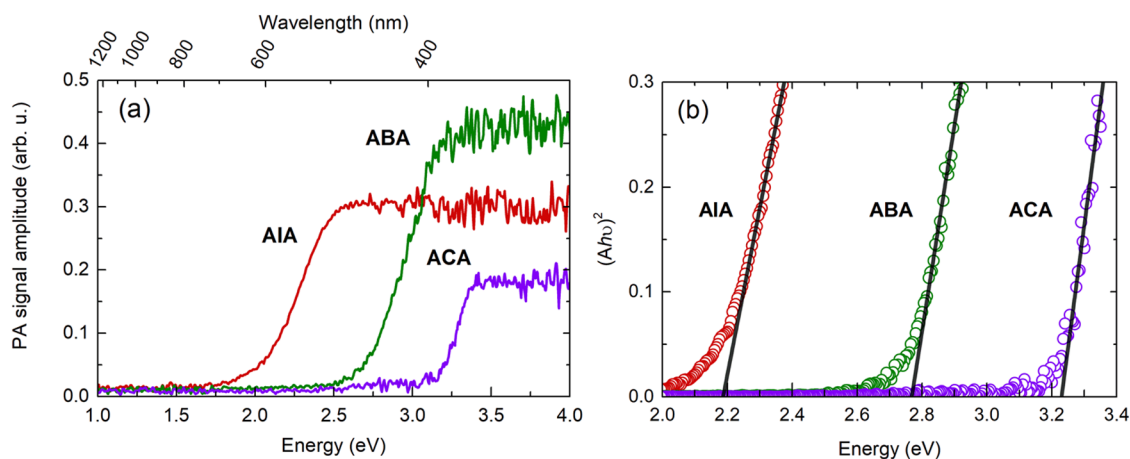 Wavelength (nm)
1200 1000 800 600 400
0.5
0.4
0.3
0.2
0.1
0.0
PA signal amplitude (arb. u.)
(a)
ABA
AIA
ACA
1.0 1.5 2.0 2.5 3.0 3.5 4.0
Energy (eV)
0.3
0.2
0.1
0.0
(Ahυ)²
(b)
AIA ABA ACA
2.0 2.2 2.4 2.6 2.8 3.0 3.2 3.4
Energy (eV)